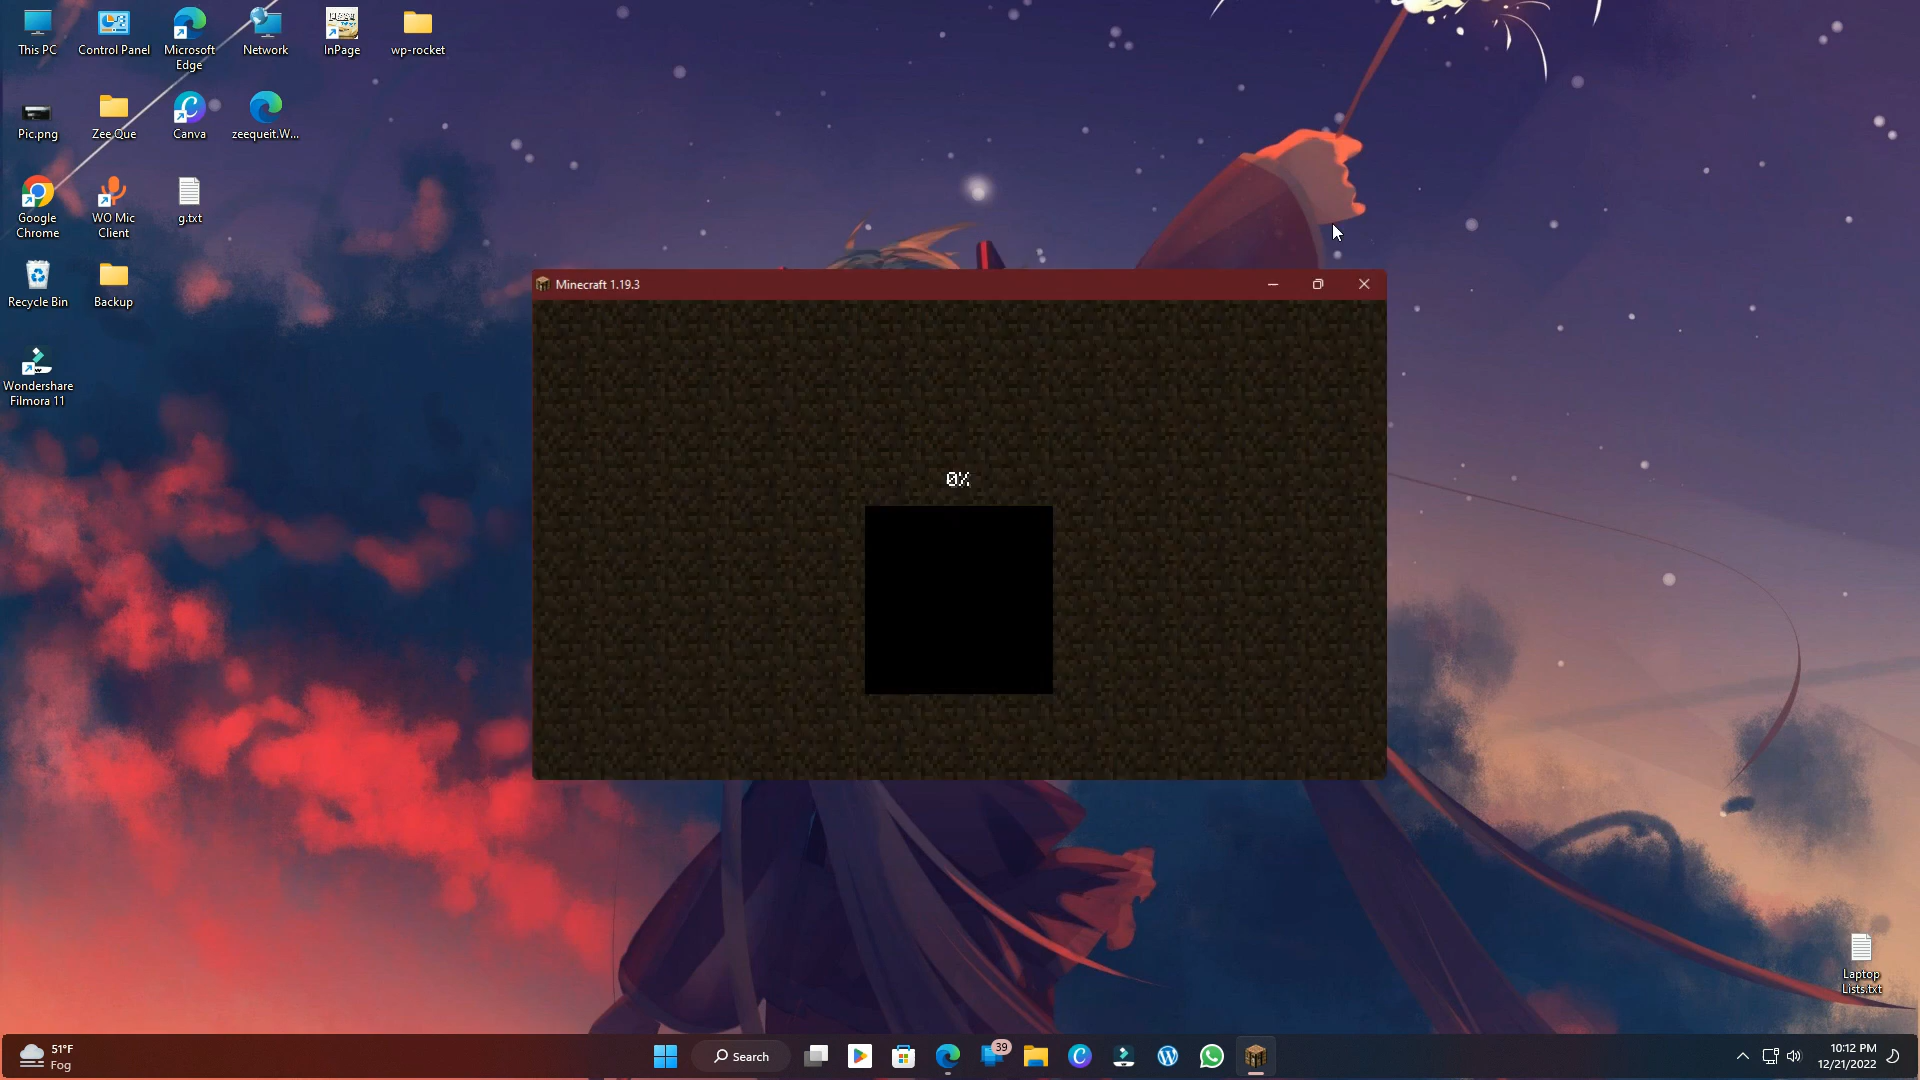 This PC
Control Panel
Microsoft
Edge
Network
InPage
wp-rocket
Pic.png
Zee Que
Canva
zeequeit.W...
Google
Chrome
WO Mic
Client
g.txt
Recycle Bin
Backup
Wondershare
Filmora 11
Minecraft 1.19.3
0%
Laptop
Lists.txt
51°F
Fog
Search
39
10:12 PM
12/21/2022